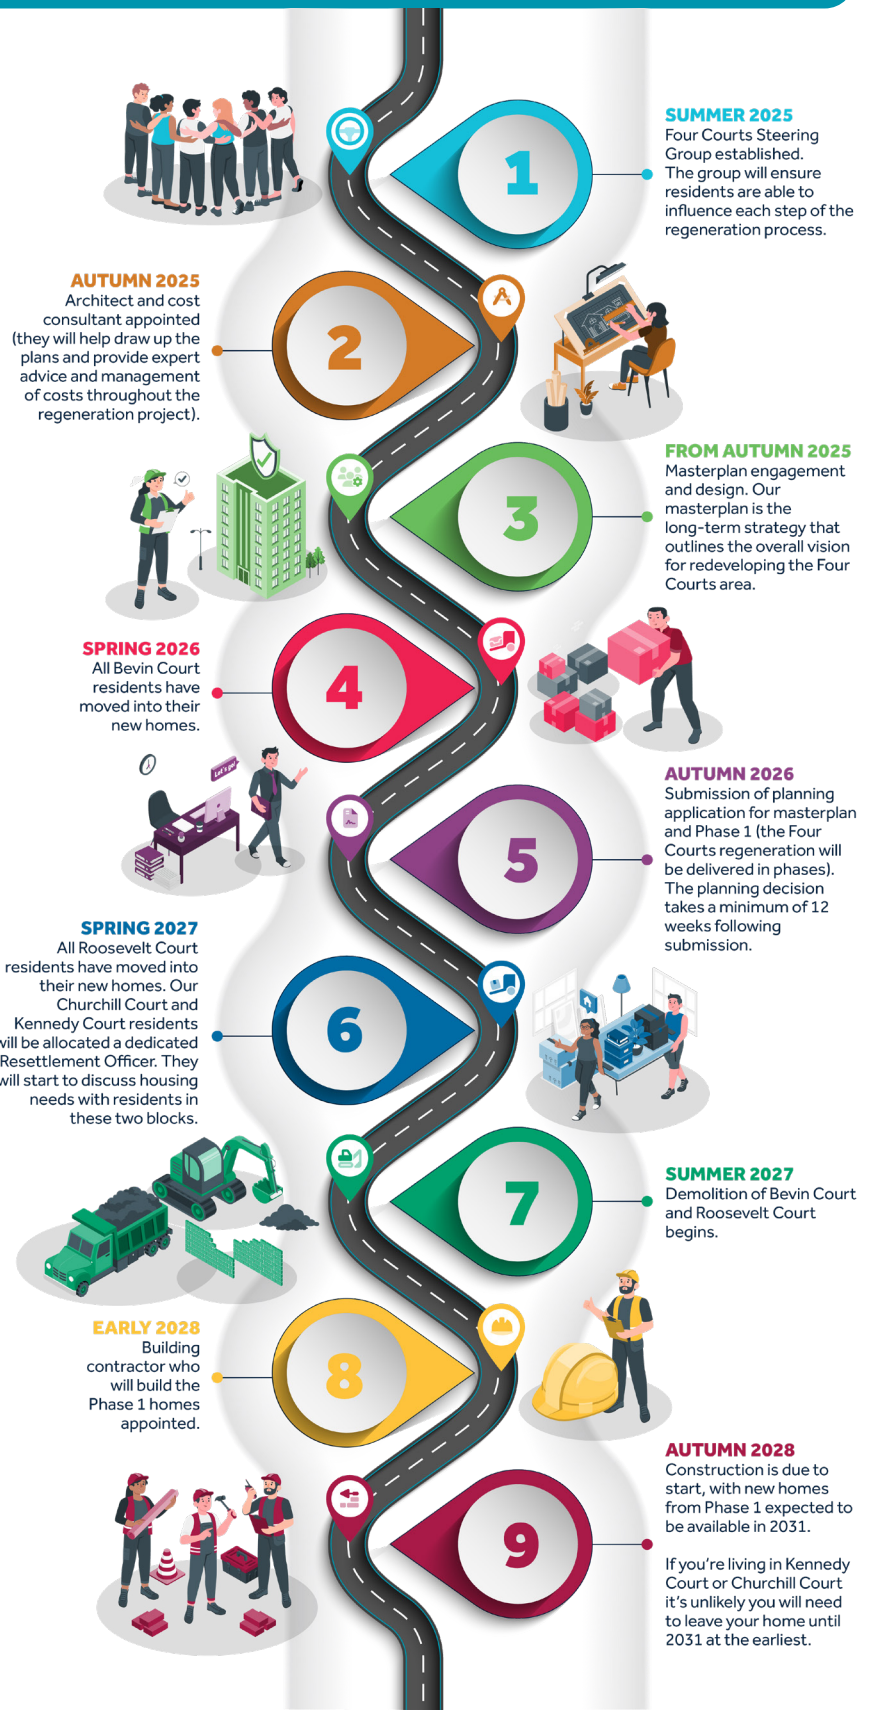 1
SUMMER 2025
Four Courts Steering
Group established.
The group will ensure
residents are able to
influence each step of the
regeneration process.
AUTUMN 2025
Architect and cost
consultant appointed
(they will help draw up the
plans and provide expert
advice and management
of costs throughout the
regeneration project).
2
3
FROM AUTUMN 2025
Masterplan engagement
and design. Our
masterplan is the
long-term strategy that
outlines the overall vision
for redeveloping the Four
Courts area.
SPRING 2026
All Bevin Court
residents have
moved into their
new homes.
4
Let's go!
5
AUTUMN 2026
Submission of planning
application for masterplan
and Phase 1 (the Four
Courts regeneration will
be delivered in phases).
The planning decision
takes a minimum of 12
weeks following
submission.
SPRING 2027
All Roosevelt Court
residents have moved into
their new homes. Our
Churchill Court and
Kennedy Court residents
will be allocated a dedicated
Resettlement Officer. They
will start to discuss housing
needs with residents in
these two blocks.
6
7
SUMMER 2027
Demolition of Bevin Court
and Roosevelt Court
begins.
EARLY 2028
Building
contractor who
will build the
Phase 1 homes
appointed.
8
9
AUTUMN 2028
Construction is due to
start, with new homes
from Phase 1 expected to
be available in 2031.
If you're living in Kennedy
Court or Churchill Court
it's unlikely you will need
to leave your home until
2031 at the earliest.